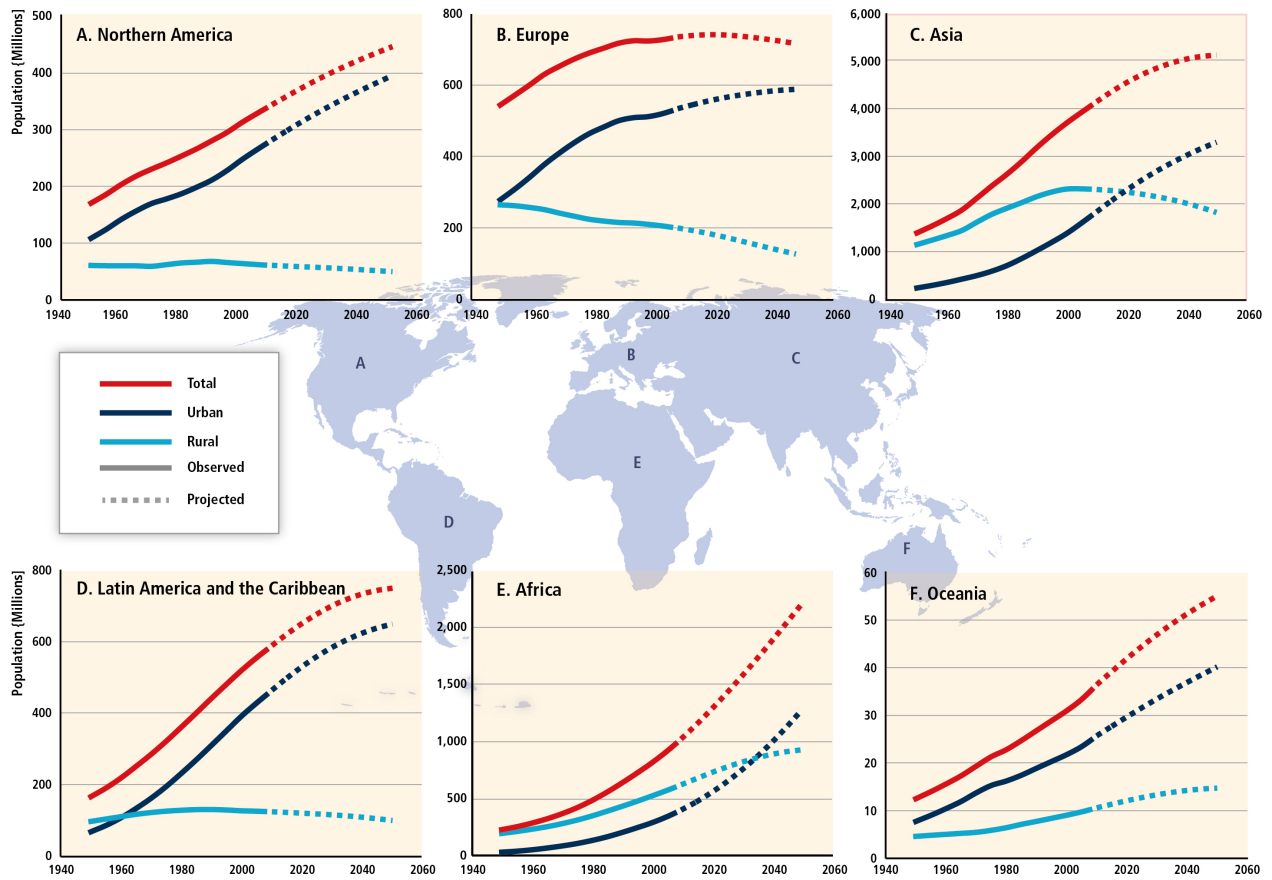 Population [Millions]
A. Northern America
500
400
300
200
100
0
1940 1960 1980 2000 2020 2040 2060
B. Europe
800
600
400
200
0
1940 1960 1980 2000 2020 2040 2060
C. Asia
6,000
5,000
4,000
3,000
2,000
1,000
0
1940 1960 1980 2000 2020 2040 2060
Total
Urban
Rural
Observed
Projected
A
B
C
D
E
F
Population [Millions]
D. Latin America and the Caribbean
800
600
400
200
0
1940 1960 1980 2000 2020 2040 2060
E. Africa
2,500
2,000
1,500
1,000
500
0
1940 1960 1980 2000 2020 2040 2060
F. Oceania
60
50
40
30
20
10
0
1940 1960 1980 2000 2020 2040 2060